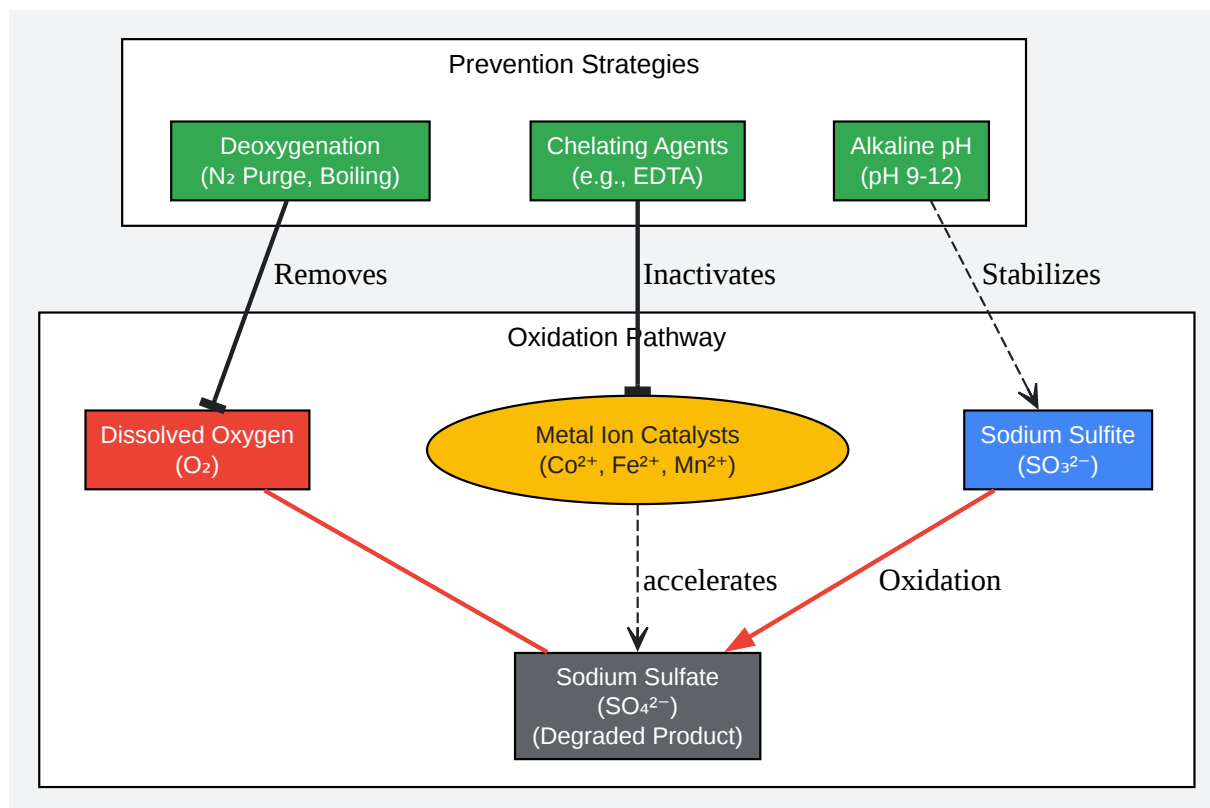 Prevention Strategies
Deoxygenation
(N₂ Purge, Boiling)
Chelating Agents
(e.g., EDTA)
Alkaline pH
(pH 9-12)
Removes
Inactivates
Stabilizes
Oxidation Pathway
Dissolved Oxygen
(O₂)
Metal Ion Catalysts
(Co²⁺, Fe²⁺, Mn²⁺)
Sodium Sulfite
(SO₃²⁻)
accelerates
Oxidation
Sodium Sulfate
(SO₄²⁻)
(Degraded Product)